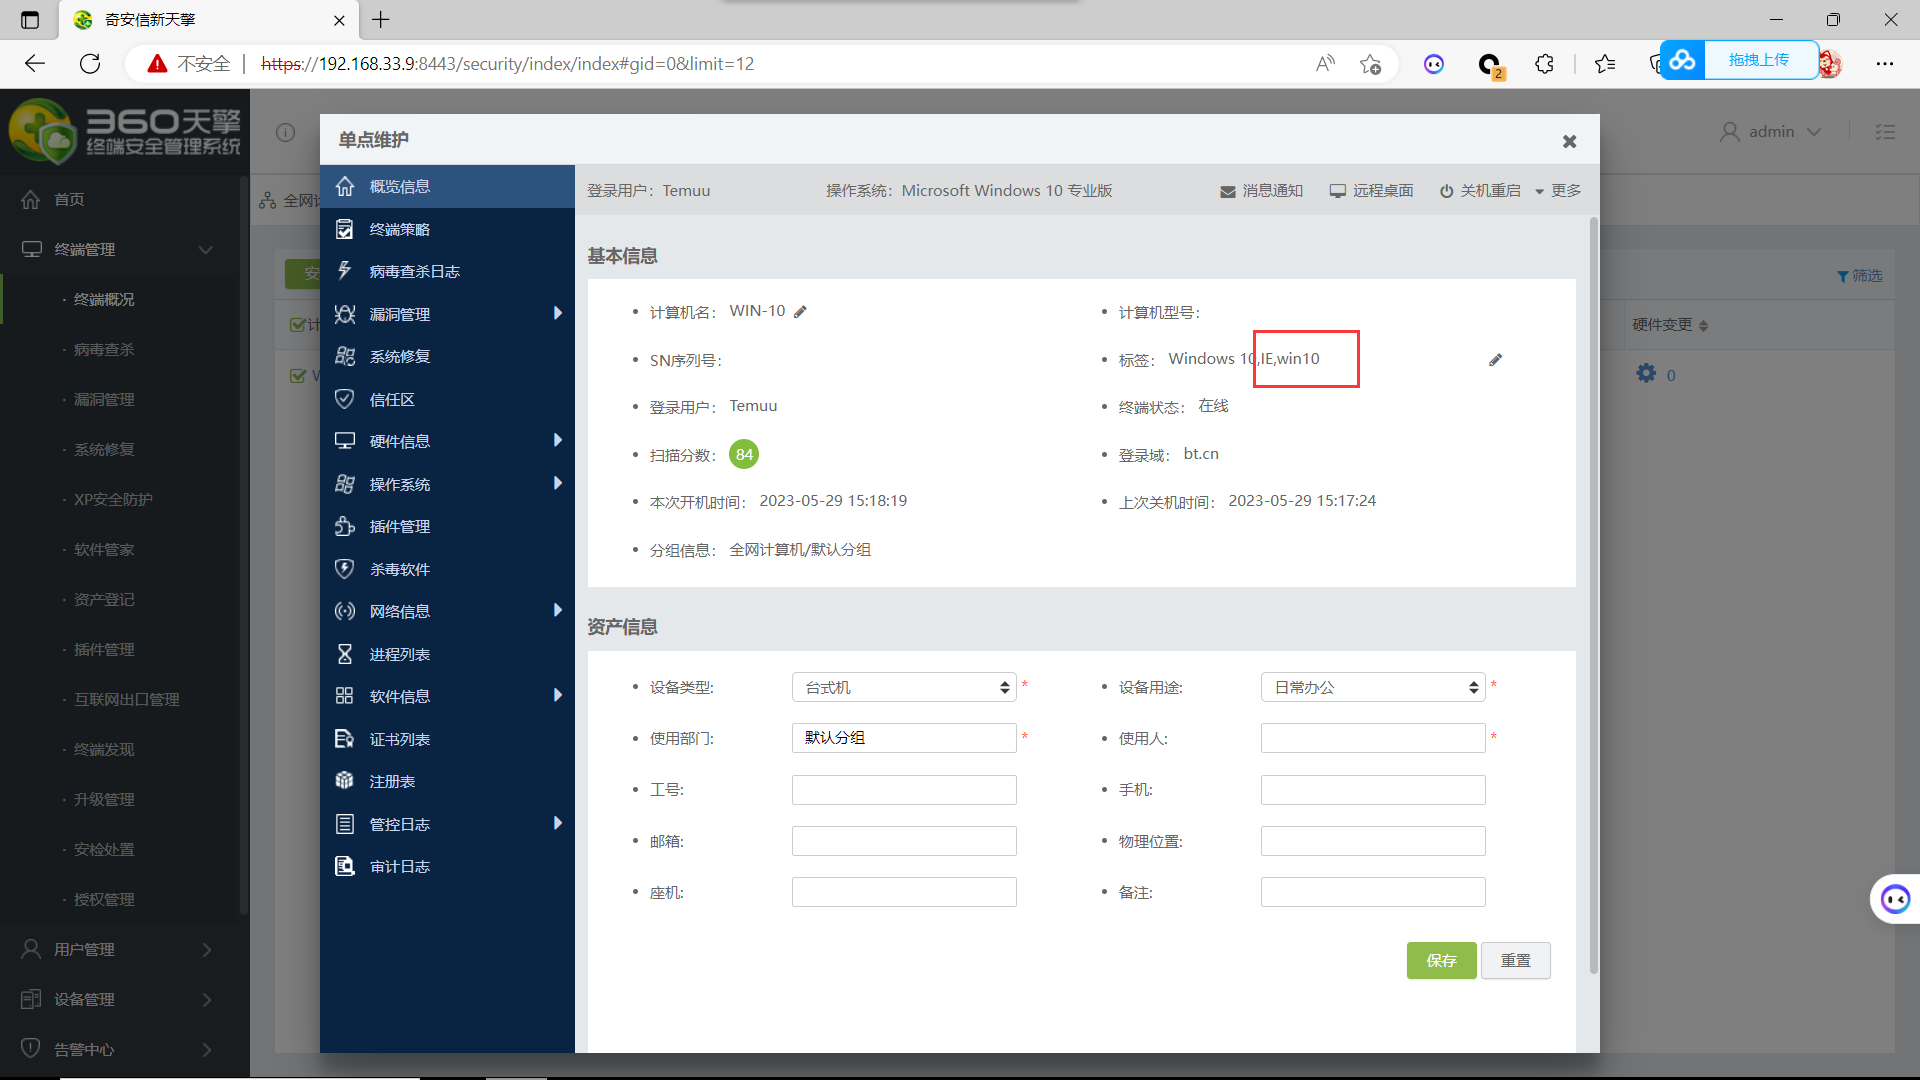 奇安信新天擎
不安全 https://192.168.33.9:8443/security/index/index#gid=0&limit=12
2
拖拽上传
360天擎
终端安全管理系统
admin
首页
终端管理
· 终端概况
· 病毒查杀
· 漏洞管理
· 系统修复
· XP安全防护
· 软件管家
· 资产登记
· 插件管理
· 互联网出口管理
· 终端发现
· 升级管理
· 安检处置
· 授权管理
用户管理
设备管理
告警中心
全网计
安
计
筛选
硬件变更
0
单点维护
概览信息
终端策略
病毒查杀日志
漏洞管理
系统修复
信任区
硬件信息
操作系统
插件管理
杀毒软件
网络信息
进程列表
软件信息
证书列表
注册表
管控日志
审计日志
登录用户： Temuu 操作系统： Microsoft Windows 10 专业版 消息通知 远程桌面 关机重启 更多
基本信息
• 计算机名： WIN-10 • 计算机型号：
• SN序列号： • 标签： Windows 10,IE,win10
• 登录用户： Temuu • 终端状态： 在线
• 扫描分数： 84 • 登录域： bt.cn
• 本次开机时间： 2023-05-29 15:18:19 • 上次关机时间： 2023-05-29 15:17:24
• 分组信息： 全网计算机/默认分组
资产信息
• 设备类型: 台式机 * • 设备用途: 日常办公 *
• 使用部门: 默认分组 * • 使用人: *
• 工号: • 手机:
• 邮箱: • 物理位置:
• 座机: • 备注:
保存 重置